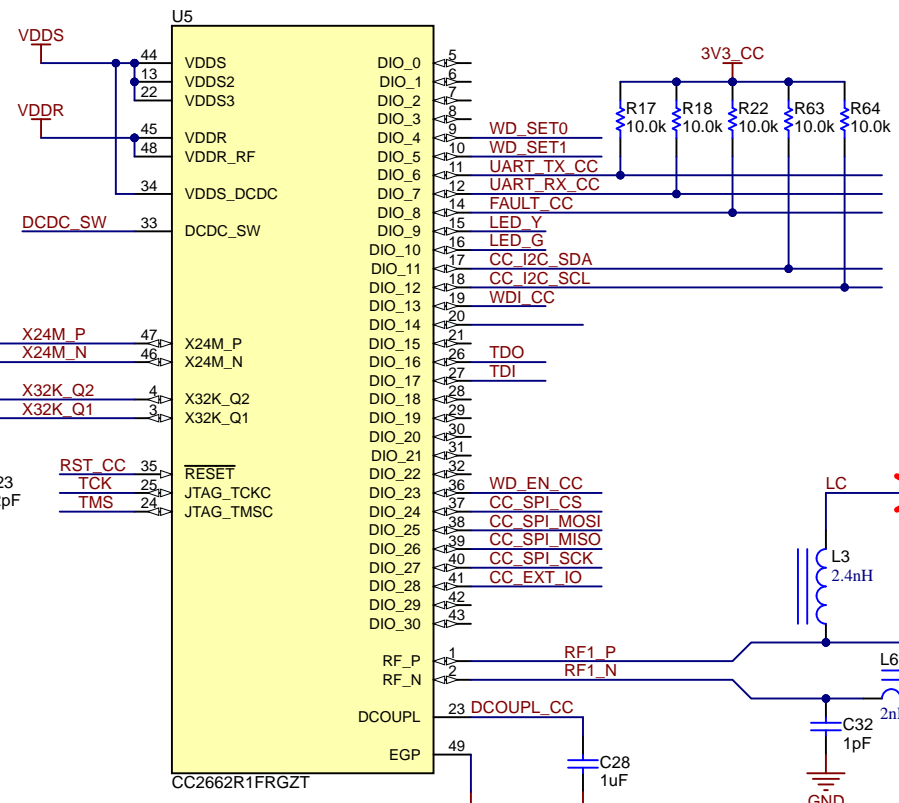 U5
VDDS
44 VDDS DIO_0 5
13 VDDS2 DIO_1 6
22 VDDS3 DIO_2 7
DIO_3 8
VDDR
45 VDDR DIO_4 9 WD_SET0
48 VDDR_RF DIO_5 10 WD_SET1
DIO_6 11 UART_TX_CC
34 VDDS_DCDC DIO_7 12 UART_RX_CC
DIO_8 14 FAULT_CC
DCDC_SW 33 DCDC_SW DIO_9 15 LED_Y
DIO_10 16 LED_G
DIO_11 17 CC_I2C_SDA
DIO_12 18 CC_I2C_SCL
DIO_13 19 WDI_CC
DIO_14 20
X24M_P 47 X24M_P DIO_15 21
X24M_N 46 X24M_N DIO_16 26 TDO
DIO_17 27 TDI
X32K_Q2 4 X32K_Q2 DIO_18 28
X32K_Q1 3 X32K_Q1 DIO_19 29
DIO_20 30
DIO_21 31
RST_CC 35 RESET DIO_22 32
TCK 25 JTAG_TCKC DIO_23 36 WD_EN_CC
TMS 24 JTAG_TMSC DIO_24 37 CC_SPI_CS
DIO_25 38 CC_SPI_MOSI
DIO_26 39 CC_SPI_MISO
DIO_27 40 CC_SPI_SCK
DIO_28 41 CC_EXT_IO
DIO_29 42
DIO_30 43
RF_P 1 RF1_P
RF_N 2 RF1_N
DCOUPL 23 DCOUPL_CC
EGP 49
CC2662R1FRGZT
3V3_CC
R17 R18 R22 R63 R64
10.0k 10.0k 10.0k 10.0k 10.0k
23
pF
LC
L3
2.4nH
L6
C32
1pF
GND
C28
1uF